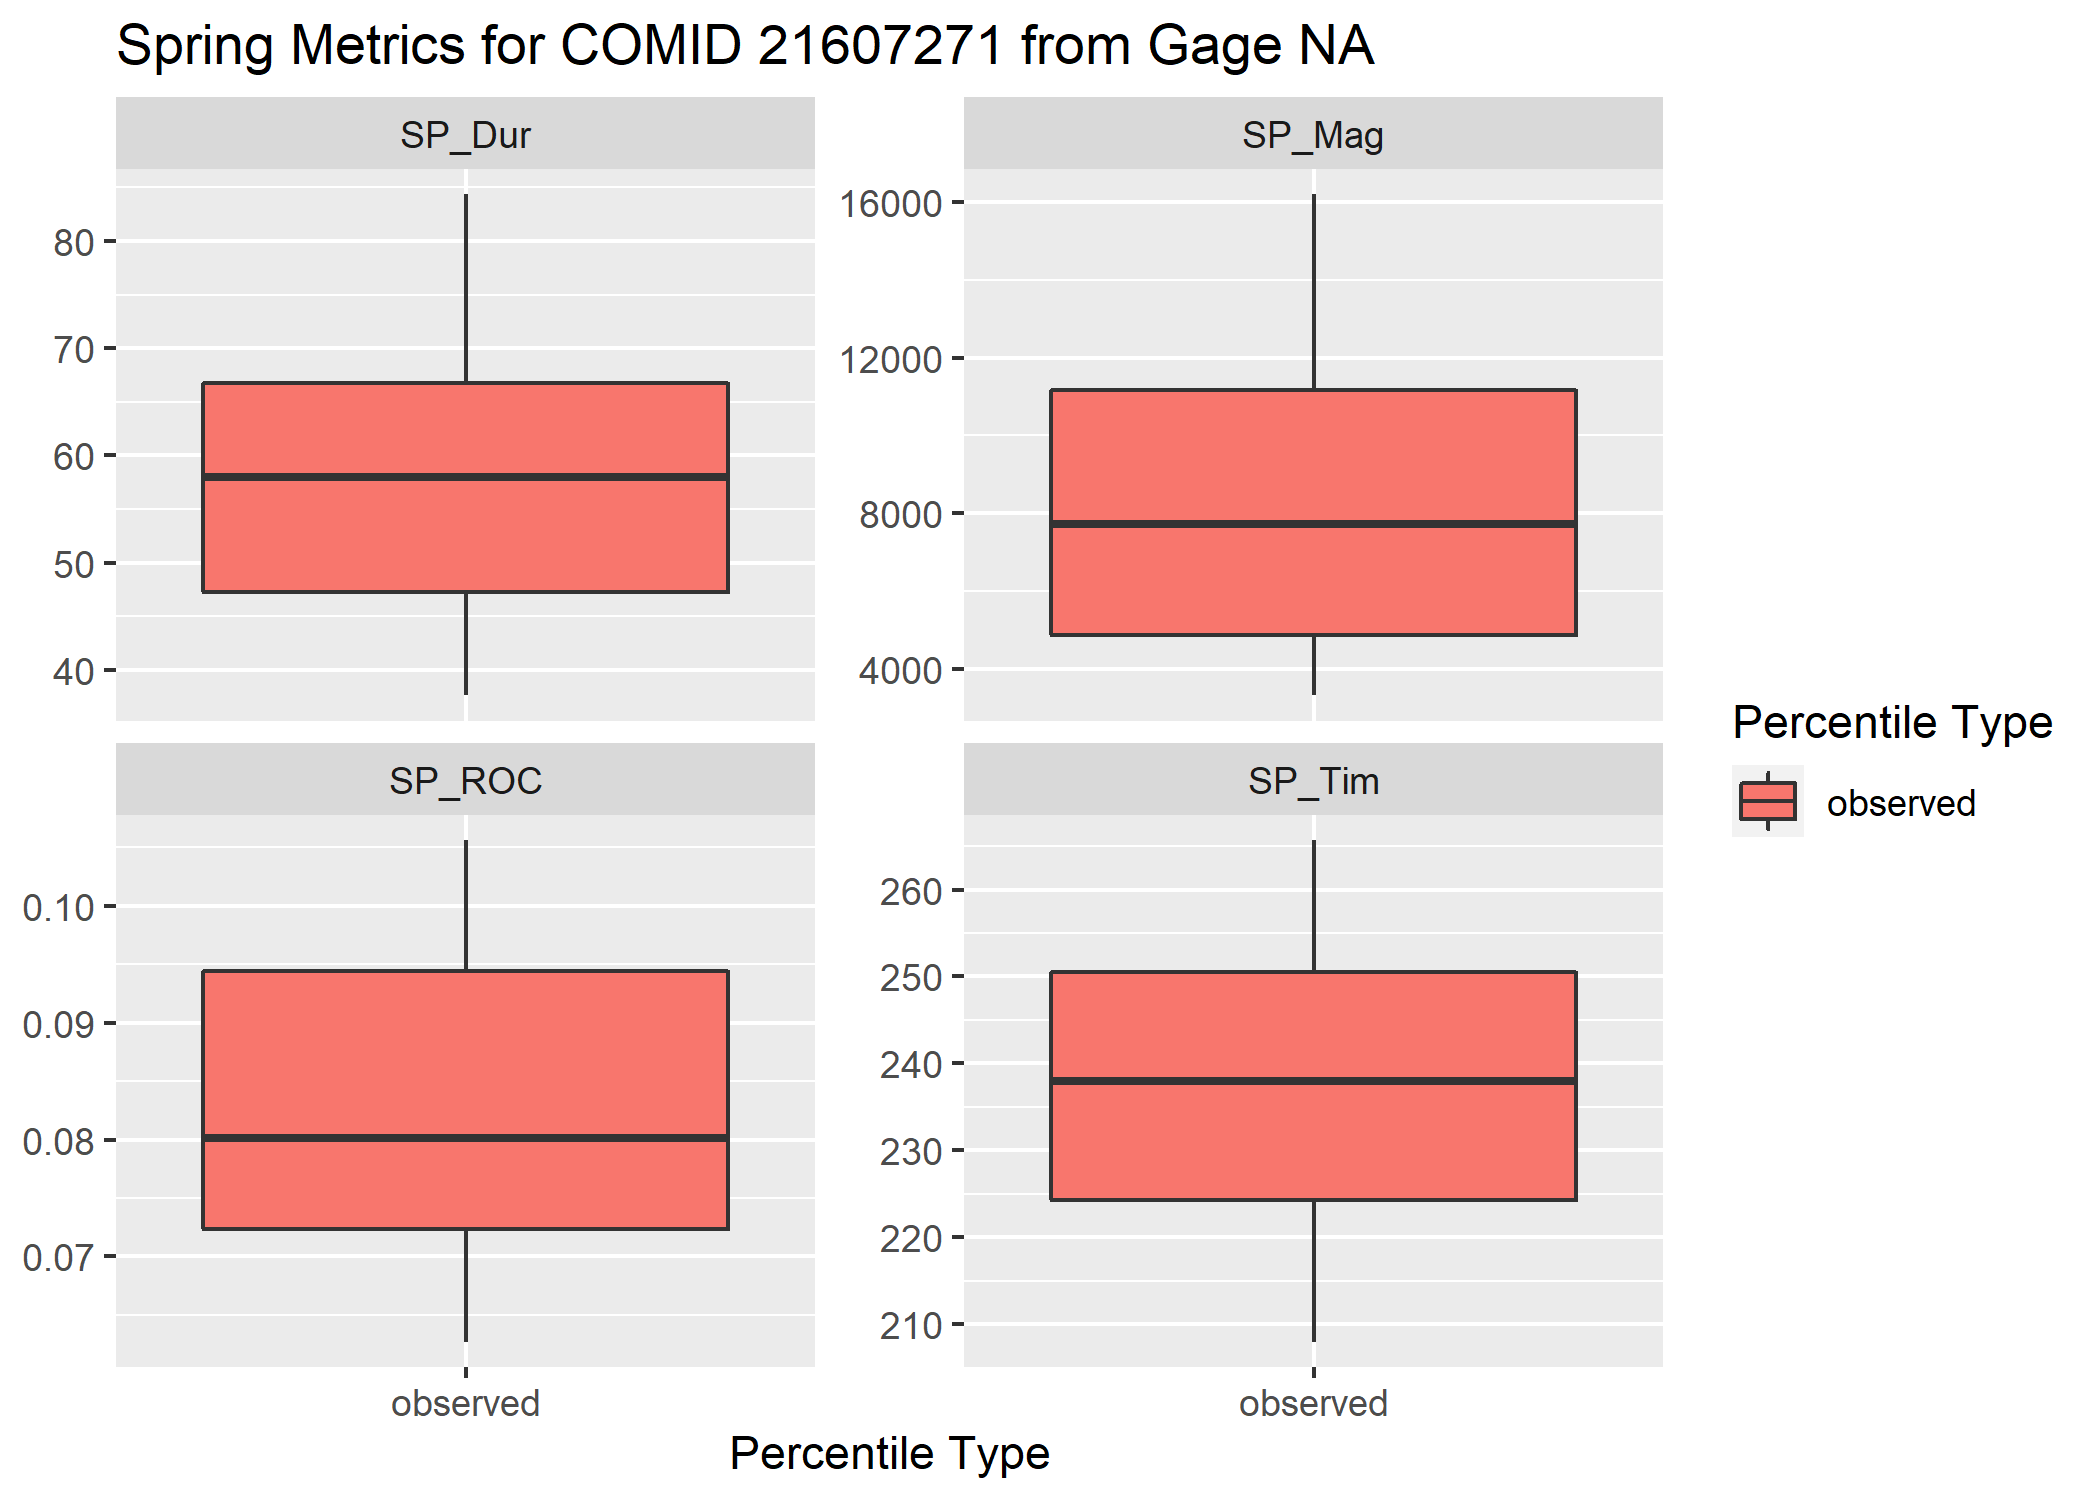 Spring Metrics for COMID 21607271 from Gage NA
SP_Dur
80
70
60
50
40
SP_Mag
16000
12000
8000
4000
SP_ROC
0.10
0.09
0.08
0.07
observed
SP_Tim
260
250
240
230
220
210
observed
Percentile Type
Percentile Type
observed